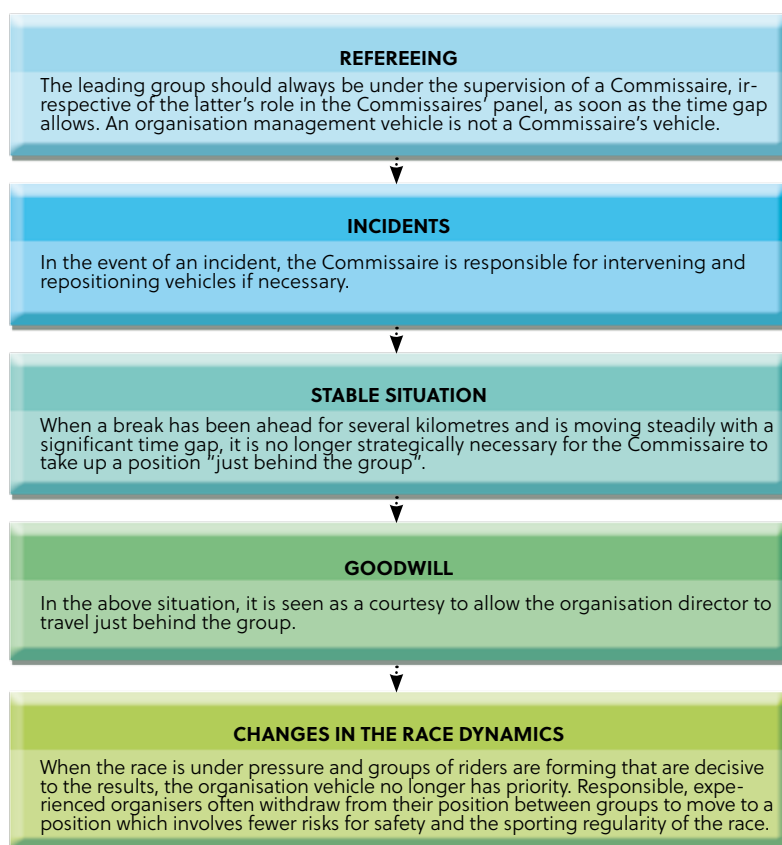 REFEREEING
The leading group should always be under the supervision of a Commissaire, ir-
respective of the latter’s role in the Commissaires’ panel, as soon as the time gap
allows. An organisation management vehicle is not a Commissaire’s vehicle.
INCIDENTS
In the event of an incident, the Commissaire is responsible for intervening and
repositioning vehicles if necessary.
STABLE SITUATION
When a break has been ahead for several kilometres and is moving steadily with a
significant time gap, it is no longer strategically necessary for the Commissaire to
take up a position "just behind the group".
GOODWILL
In the above situation, it is seen as a courtesy to allow the organisation director to
travel just behind the group.
CHANGES IN THE RACE DYNAMICS
When the race is under pressure and groups of riders are forming that are decisive
to the results, the organisation vehicle no longer has priority. Responsible, expe-
rienced organisers often withdraw from their position between groups to move to a
position which involves fewer risks for safety and the sporting regularity of the race.